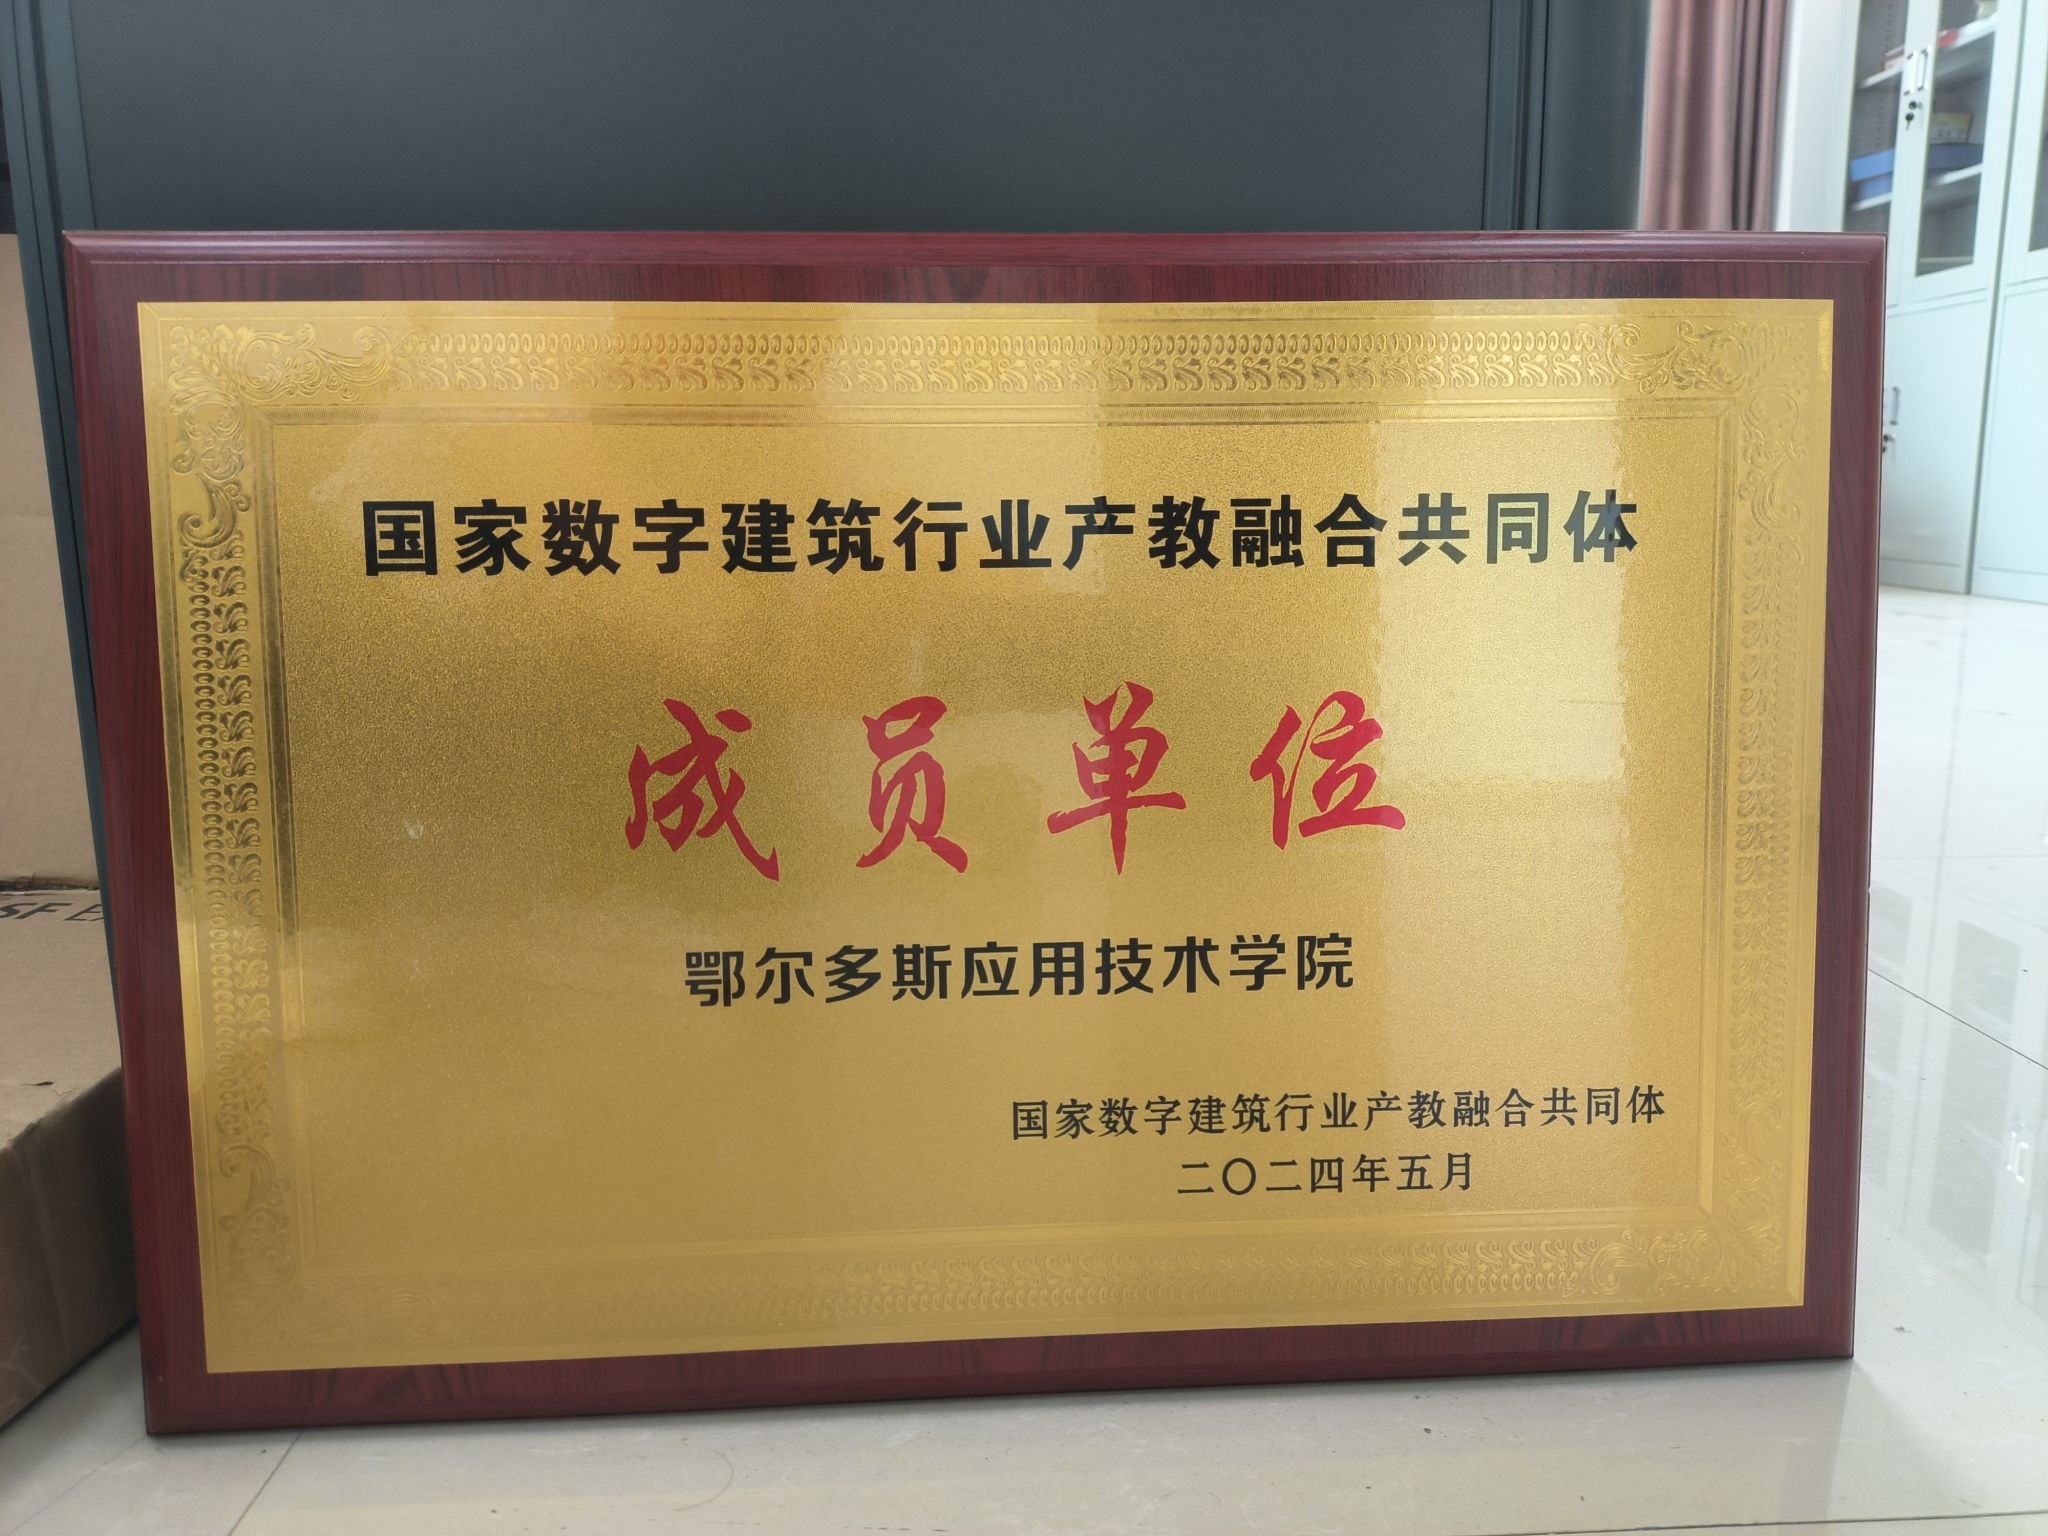 国家数字建筑行业产教融合共同体
成员单位
鄂尔多斯应用技术学院
国家数字建筑行业产教融合共同体
二〇二四年五月
SF